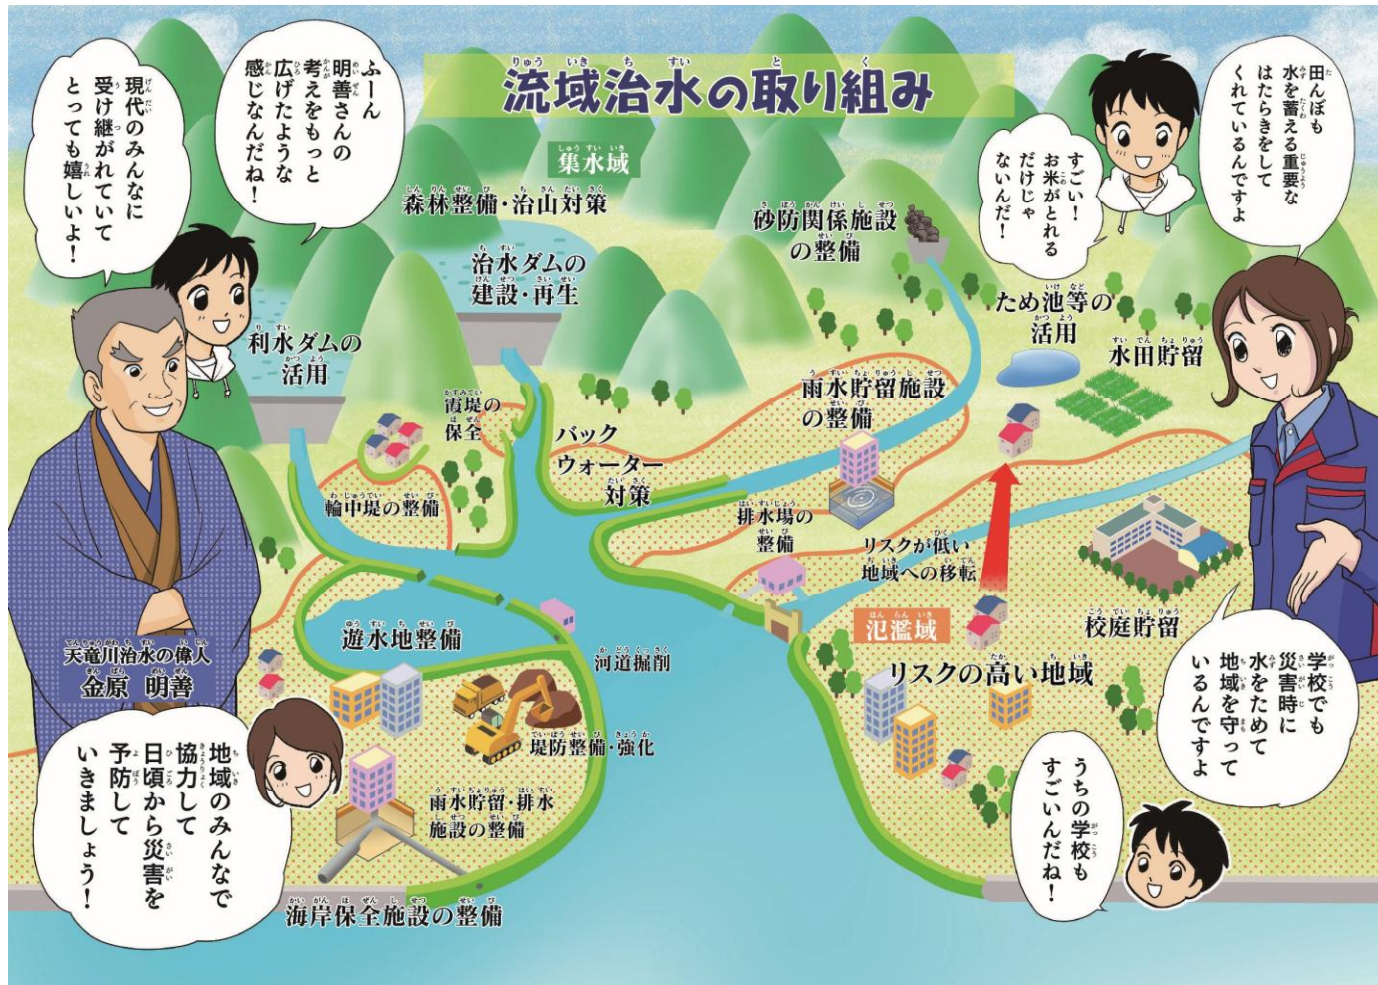 流域治水の取り組み
ふーん
明善さんの
考えをもっと
広げたような
感じなんだね！
現代のみんなに
受け継がれていて
とっても嬉しいよ！
田んぼも
水を蓄える重要な
はたらきをして
くれているんですよ
すごい！
お米がとれる
だけじゃ
ないんだ！
集水域
森林整備・治山対策
砂防関係施設
の整備
治水ダムの
建設・再生
利水ダムの
活用
ため池等の
活用
水田貯留
霞堤の
保全
バック
ウォーター
対策
雨水貯留施設
の整備
輪中堤の整備
排水場の
整備
リスクが低い
地域への移転
氾濫域
リスクの高い地域
校庭貯留
遊水地整備
河道掘削
堤防整備・強化
雨水貯留・排水
施設の整備
海岸保全施設の整備
天竜川治水の偉人
金原 明善
地域のみんなで
協力して
日頃から災害を
予防して
いきましょう！
学校でも
災害時に
水をためて
地域を守って
いるんですよ
うちの学校も
すごいんだね！